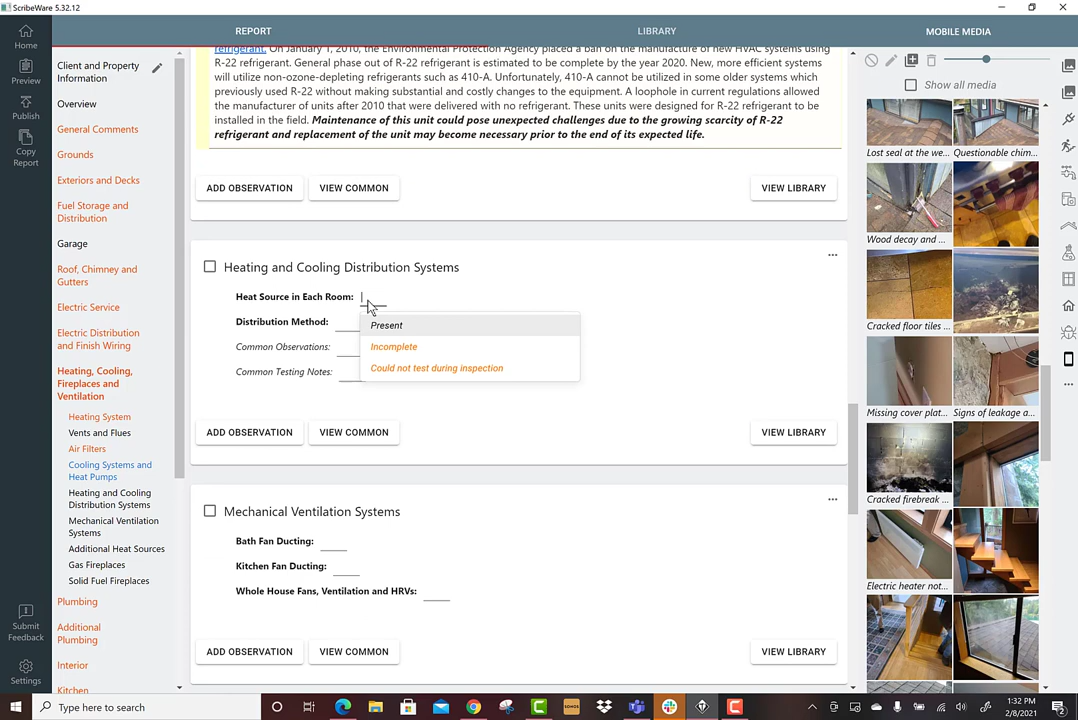 ScribeWare 5.32.12
REPORT
LIBRARY
MOBILE MEDIA
Home
Preview
Publish
Copy
Report
Submit
Feedback
Settings
Client and Property
Information
Overview
General Comments
Grounds
Exteriors and Decks
Fuel Storage and
Distribution
Garage
Roof, Chimney and
Gutters
Electric Service
Electric Distribution
and Finish Wiring
Heating, Cooling,
Fireplaces and
Ventilation
Heating System
Vents and Flues
Air Filters
Cooling Systems and
Heat Pumps
Heating and Cooling
Distribution Systems
Mechanical Ventilation
Systems
Additional Heat Sources
Gas Fireplaces
Solid Fuel Fireplaces
Plumbing
Additional
Plumbing
Interior
Kitchen
refrigerant. On January 1, 2010, the Environmental Protection Agency placed a ban on the manufacture of new HVAC systems using
R-22 refrigerant. General phase out of R-22 refrigerant is estimated to be complete by the year 2020. New, more efficient systems
will utilize non-ozone-depleting refrigerants such as 410-A. Unfortunately, 410-A cannot be utilized in some older systems which
previously used R-22 without making substantial and costly changes to the equipment. A loophole in current regulations allowed
the manufacturer of units after 2010 that were delivered with no refrigerant. These units were designed for R-22 refrigerant to be
installed in the field. Maintenance of this unit could pose unexpected challenges due to the growing scarcity of R-22
refrigerant and replacement of the unit may become necessary prior to the end of its expected life.
ADD OBSERVATION
VIEW COMMON
VIEW LIBRARY
Heating and Cooling Distribution Systems
Heat Source in Each Room:
Present
Distribution Method:
Incomplete
Common Observations:
Could not test during inspection
Common Testing Notes:
ADD OBSERVATION
VIEW COMMON
VIEW LIBRARY
Mechanical Ventilation Systems
Bath Fan Ducting:
Kitchen Fan Ducting:
Whole House Fans, Ventilation and HRVs:
ADD OBSERVATION
VIEW COMMON
VIEW LIBRARY
Show all media
Lost seal at the we...
Questionable chim...
Wood decay and ...
Cracked floor tiles ...
Missing cover plat...
Signs of leakage a...
Cracked firebreak ...
Electric heater not...
Type here to search
SONOS
1:32 PM
2/8/2021
2